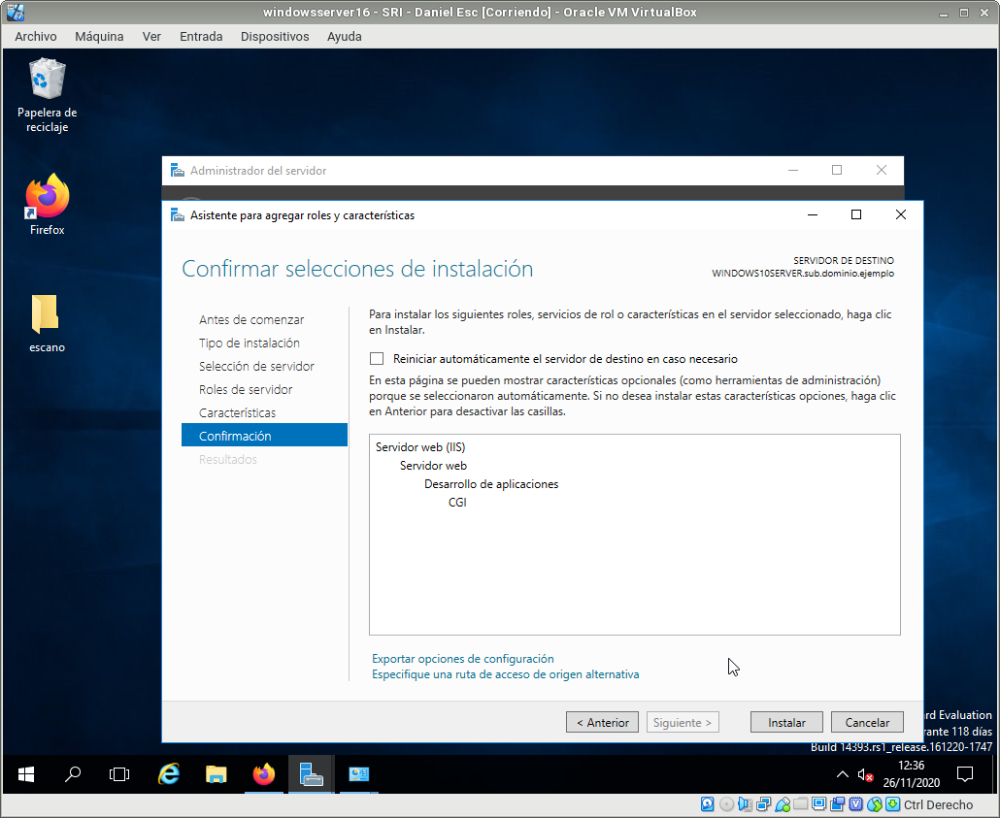 windowsserver16 - SRI - Daniel Esc [Corriendo] - Oracle VM VirtualBox
Archivo Máquina Ver Entrada Dispositivos Ayuda
Papelera de
reciclaje
Firefox
escano
Administrador del servidor
Asistente para agregar roles y características
Confirmar selecciones de instalación
SERVIDOR DE DESTINO
WINDOWS10SERVER.sub.dominio.ejemplo
Antes de comenzar
Tipo de instalación
Selección de servidor
Roles de servidor
Características
Confirmación
Resultados
Para instalar los siguientes roles, servicios de rol o características en el servidor seleccionado, haga clic
en Instalar.
Reiniciar automáticamente el servidor de destino en caso necesario
En esta página se pueden mostrar características opcionales (como herramientas de administración)
porque se seleccionaron automáticamente. Si no desea instalar estas características opciones, haga clic
en Anterior para desactivar las casillas.
Servidor web (IIS)
Servidor web
Desarrollo de aplicaciones
CGI
Exportar opciones de configuración
Especifique una ruta de acceso de origen alternativa
< Anterior Siguiente > Instalar Cancelar
rd Evaluation
rante 118 días
Build 14393.rs1_release.161220-1747
12:36
26/11/2020
Ctrl Derecho